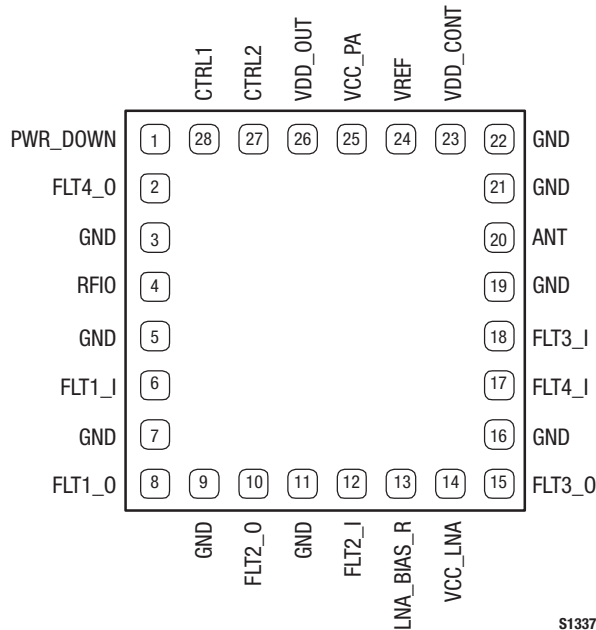 CTRL1
CTRL2
VDD_OUT
VCC_PA
VREF
VDD_CONT
PWR_DOWN 1 28 27 26 25 24 23 22 GND
FLT4_O 2 21 GND
GND 3 20 ANT
RFIO 4 19 GND
GND 5 18 FLT3_I
FLT1_I 6 17 FLT4_I
GND 7 16 GND
FLT1_O 8 9 10 11 12 13 14 15 FLT3_O
GND
FLT2_O
GND
FLT2_I
LNA_BIAS_R
VCC_LNA
S1337